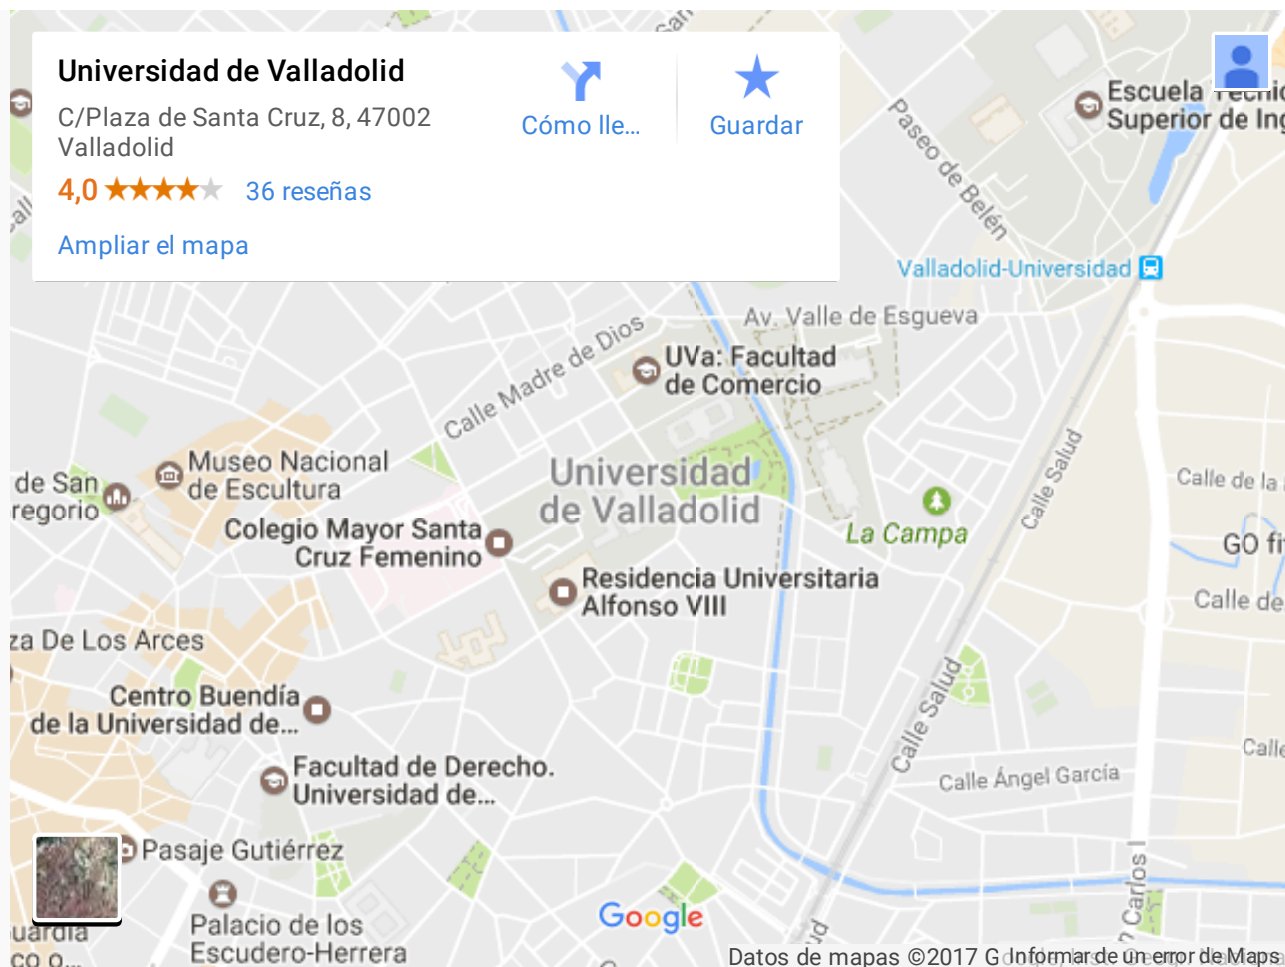 Universidad de Valladolid
C/Plaza de Santa Cruz, 8, 47002
Valladolid
4,0
36 reseñas
Ampliar el mapa
Cómo lle...
Guardar
Escuela
Superior de
Paseo de Belén
Valladolid-Universidad
Av. Valle de Esgueva
Calle Madre de Dios
UVa: Facultad
de Comercio
Museo Nacional
de Escultura
de San
Universidad
de Valladolid
Calle Salud
Calle de la
La Campa
Colegio Mayor Santa
Cruz Femenino
GO
Residencia Universitaria
Alfonso VIII
Calle de
De Los Arces
Centro Buendía
de la Universidad de...
Calle Salud
Calle Ángel García
Facultad de Derecho.
Universidad de...
Pasaje Gutiérrez
Carlos I
Palacio de los
Escudero-Herrera
Google
Datos de mapas ©2017
Informar de un error de Maps